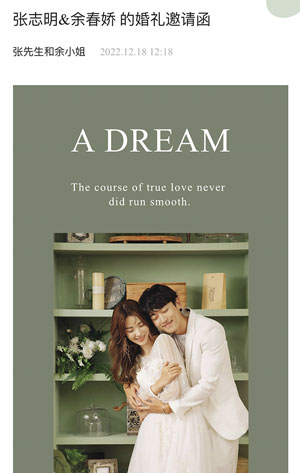 张志明&余春娇 的婚礼邀请函
张先生和余小姐 2022.12.18 12:18
A DREAM
The course of true love never
did run smooth.